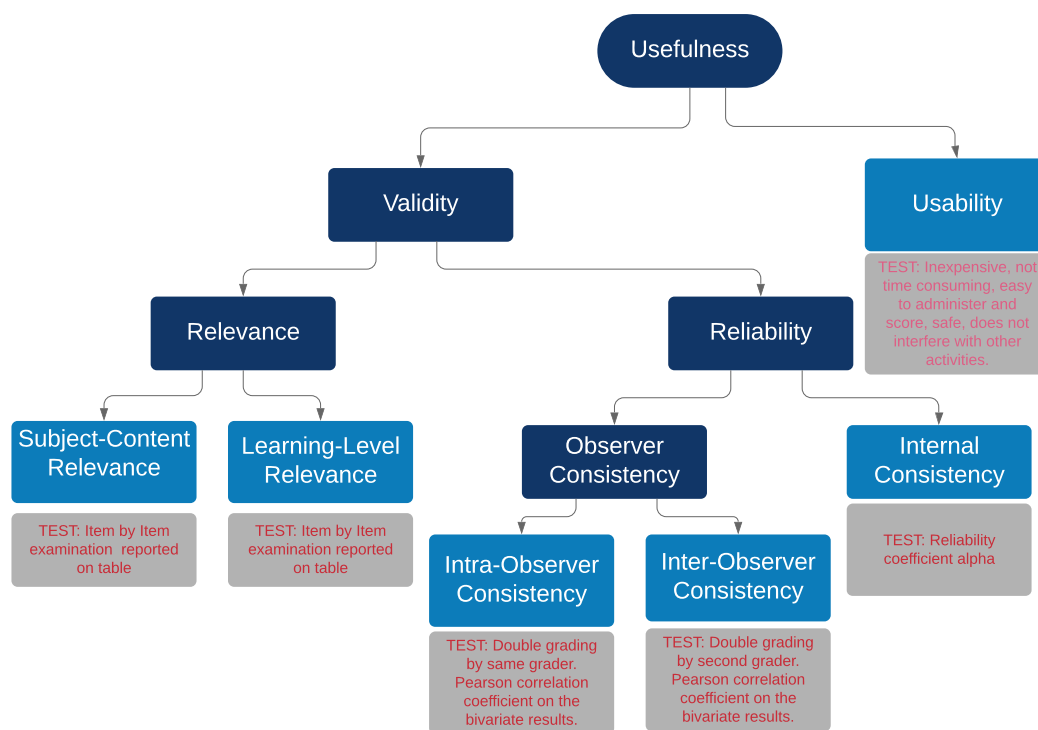 Usefulness
Validity
Usability
TEST: Inexpensive, not
time consuming, easy
to administer and
score, safe, does not
interfere with other
activities.
Relevance
Reliability
Subject-Content
Relevance
TEST: Item by Item
examination reported
on table
Learning-Level
Relevance
TEST: Item by Item
examination reported
on table
Observer
Consistency
Internal
Consistency
TEST: Reliability
coefficient alpha
Intra-Observer
Consistency
TEST: Double grading
by same grader.
Pearson correlation
coefficient on the
bivariate results.
Inter-Observer
Consistency
TEST: Double grading
by second grader.
Pearson correlation
coefficient on the
bivariate results.